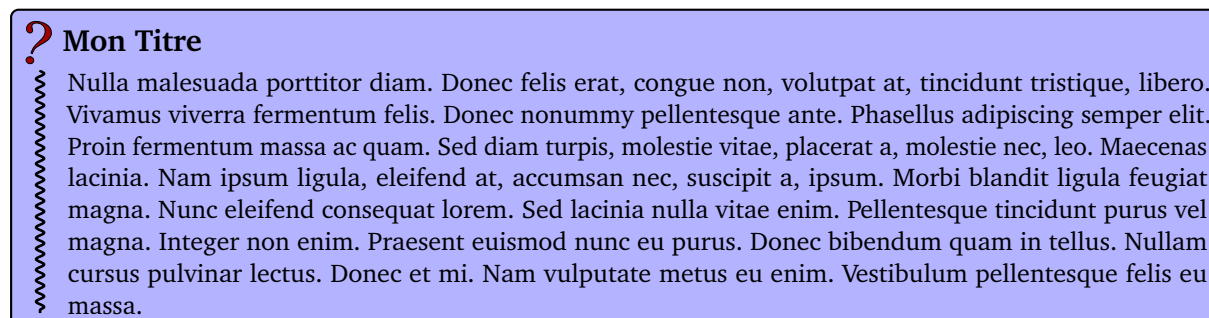 ? Mon Titre
Nulla malesuada porttitor diam. Donec felis erat, congue non, volutpat at, tincidunt tristique, libero.
Vivamus viverra fermentum felis. Donec nonummy pellentesque ante. Phasellus adipiscing semper elit.
Proin fermentum massa ac quam. Sed diam turpis, molestie vitae, placerat a, molestie nec, leo. Maecenas
lacinia. Nam ipsum ligula, eleifend at, accumsan nec, suscipit a, ipsum. Morbi blandit ligula feugiat
magna. Nunc eleifend consequat lorem. Sed lacinia nulla vitae enim. Pellentesque tincidunt purus vel
magna. Integer non enim. Praesent euismod nunc eu purus. Donec bibendum quam in tellus. Nullam
cursus pulvinar lectus. Donec et mi. Nam vulputate metus eu enim. Vestibulum pellentesque felis eu
massa.